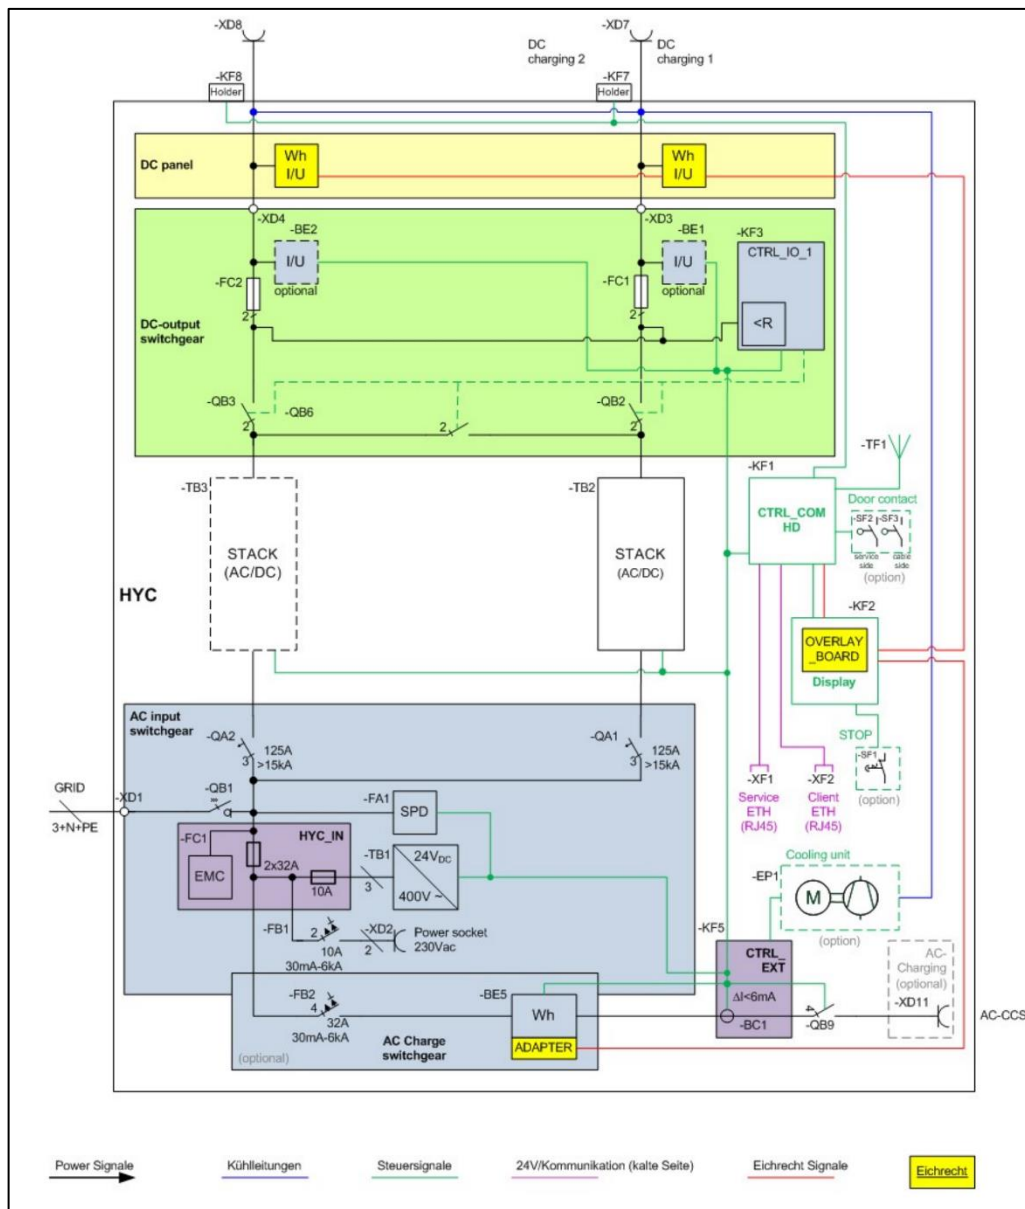 -XD8
-XD7
DC
charging 2
DC
charging 1
-KF8
Holder
-KF7
Holder
DC panel
Wh
I/U
Wh
I/U
-XD4
-XD3
-BE2
I/U
optional
-BE1
I/U
optional
-KF3
CTRL_IO_1
<R
-FC2
2
-FC1
2
DC-output
switchgear
-QB3
2
-QB6
2
-QB2
2
-TB3
STACK
(AC/DC)
-TB2
STACK
(AC/DC)
HYC
-TF1
-KF1
CTRL_COM
HD
Door contact
-SF2
-SF3
service
side
cable
side
(option)
-KF2
OVERLAY
_BOARD
Display
STOP
-SF1
(option)
-XF1
Service
ETH
(RJ45)
-XF2
Client
ETH
(RJ45)
AC input
switchgear
-QA2
3
125A
>15kA
-QA1
3
125A
>15kA
GRID
3+N+PE
-XD1
-QB1
-FA1
SPD
HYC_IN
-FC1
EMC
2x32A
10A
-TB1
3
24VDC
400V ~
-FB1
2
10A
30mA-6kA
-XD2
2
Power socket
230Vac
Cooling unit
-EP1
M
(option)
-KF5
CTRL_
EXT
ΔI<6mA
-BC1
4
-QB9
AC-
Charging
(optional)
-XD11
AC-CCS
-FB2
4
32A
30mA-6kA
-BE5
Wh
ADAPTER
AC Charge
switchgear
(optional)
Power Signale
Kühlleitungen
Steuersignale
24V/Kommunikation (kalte Seite)
Eichrecht Signale
Eichrecht